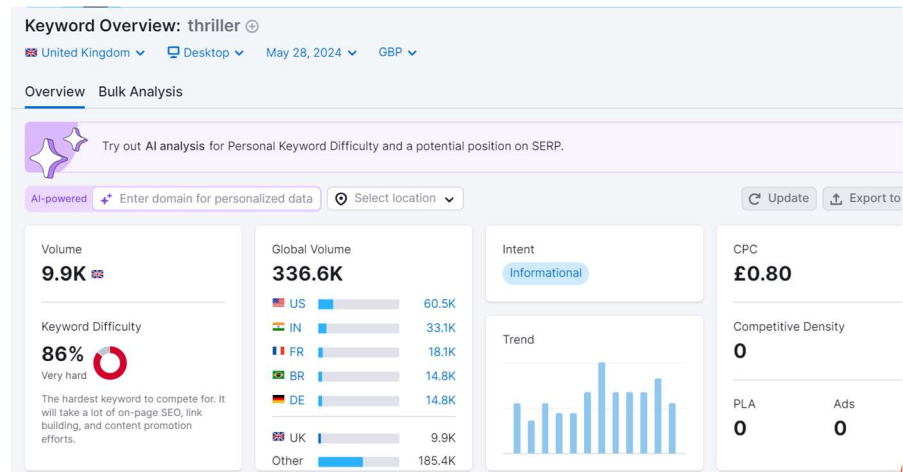 Keyword Overview: thriller
United Kingdom Desktop May 28, 2024 GBP
Overview Bulk Analysis
Try out AI analysis for Personal Keyword Difficulty and a potential position on SERP.
AI-powered Enter domain for personalized data Select location Update Export to
Volume
9.9K
Keyword Difficulty
86%
Very hard
The hardest keyword to compete for. It
will take a lot of on-page SEO, link
building, and content promotion
efforts.
Global Volume
336.6K
US 60.5K
IN 33.1K
FR 18.1K
BR 14.8K
DE 14.8K
UK 9.9K
Other 185.4K
Intent
Informational
Trend
CPC
£0.80
Competitive Density
0
PLA Ads
0 0